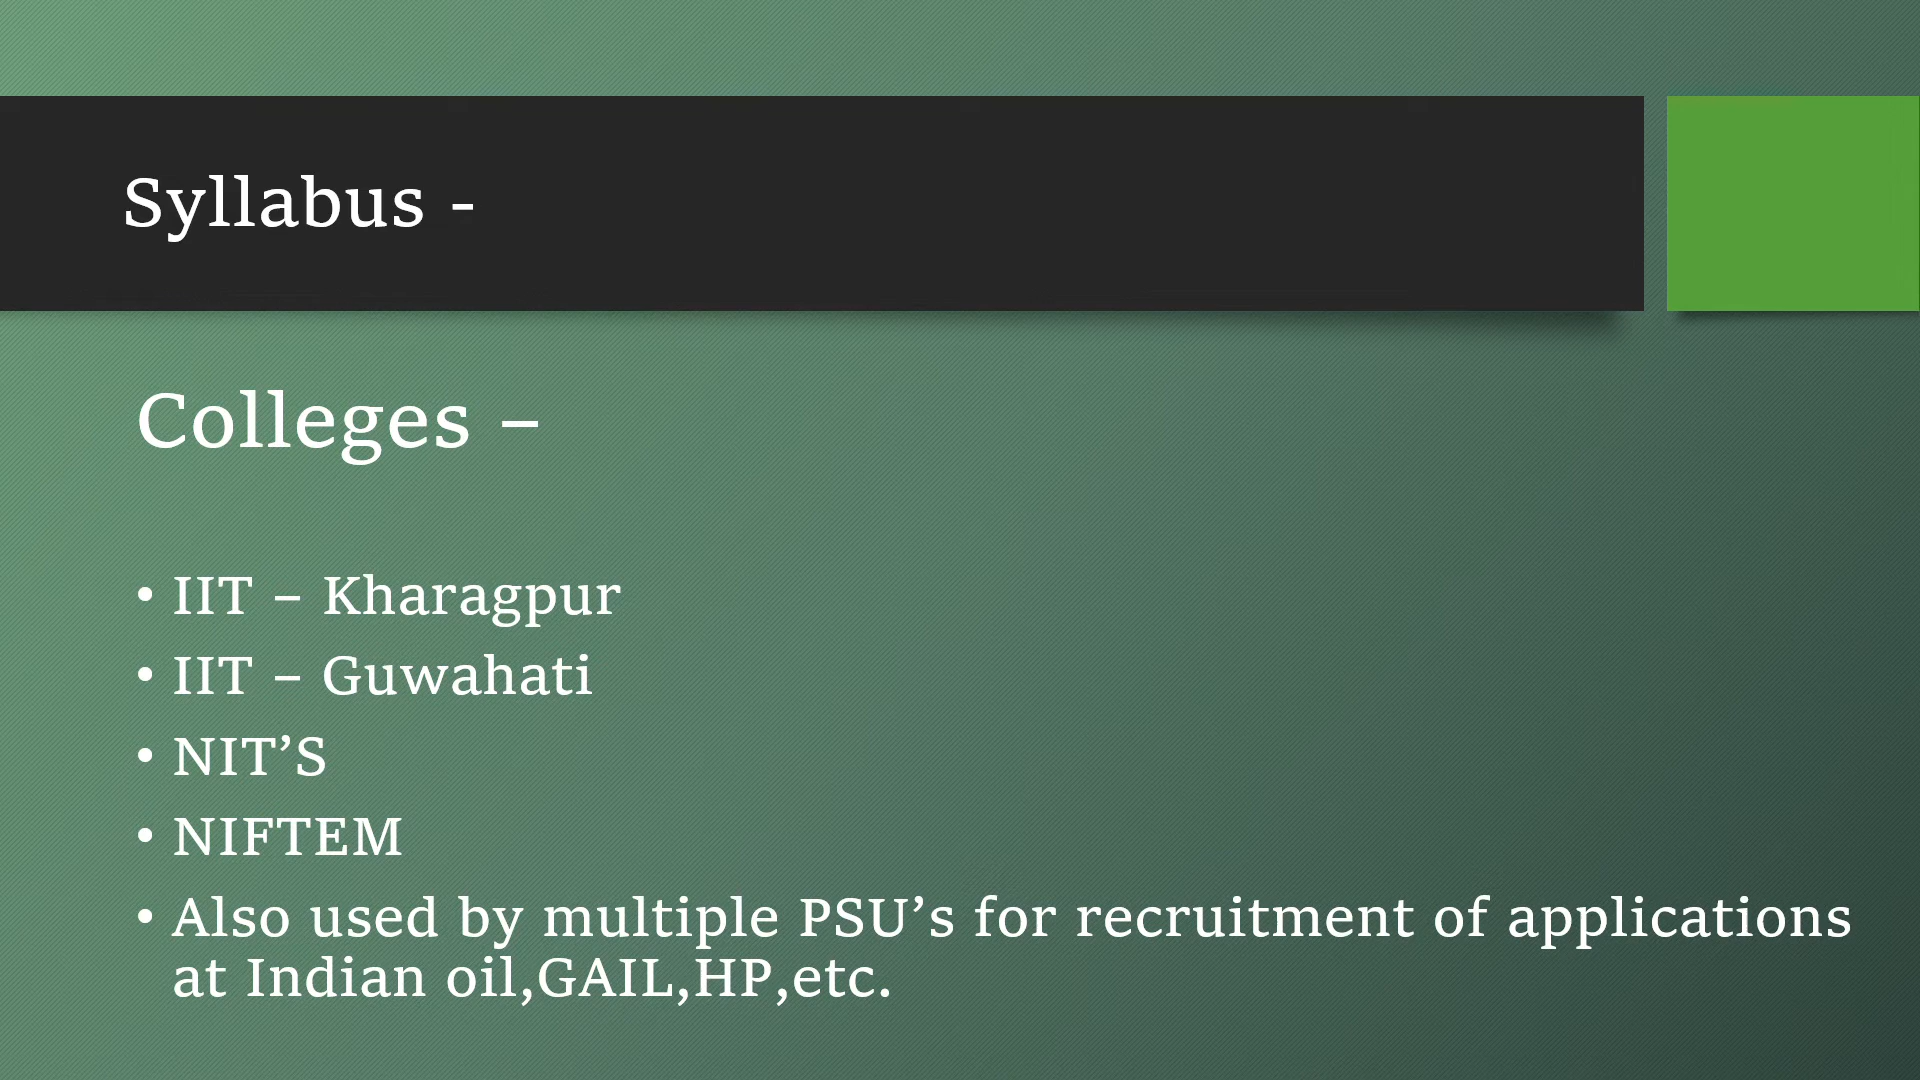 Syllabus -
Colleges –
• IIT – Kharagpur
• IIT – Guwahati
• NIT’S
• NIFTEM
• Also used by multiple PSU’s for recruitment of applications
at Indian oil,GAIL,HP,etc.